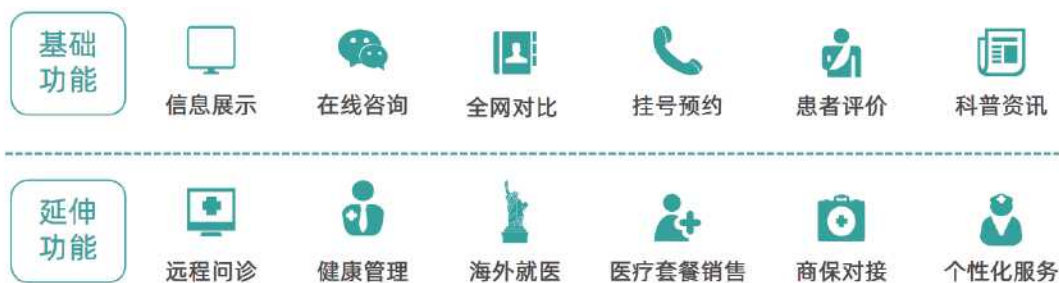 基础
功能
信息展示 在线咨询 全网对比 挂号预约 患者评价 科普资讯
延伸
功能
远程问诊 健康管理 海外就医 医疗套餐销售 商保对接 个性化服务